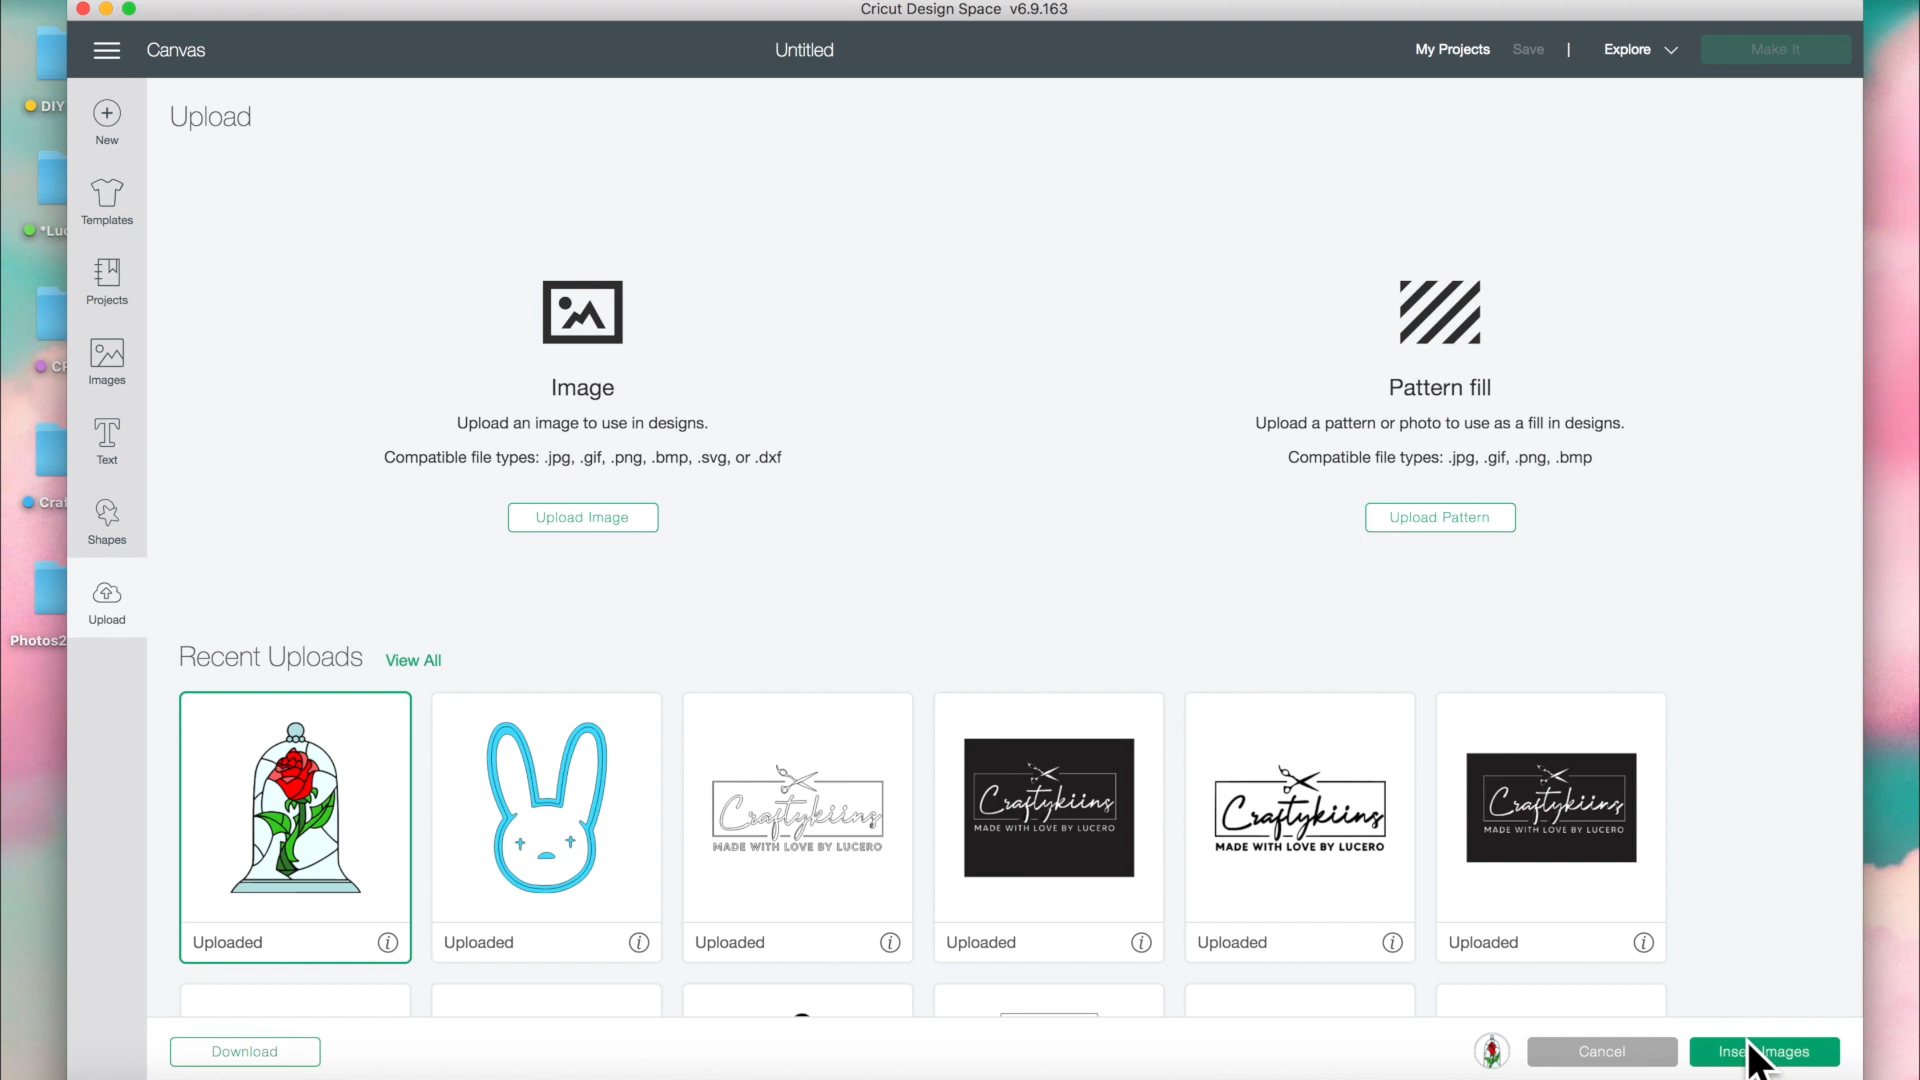 Cricut Design Space v6.9.163
Canvas
Untitled
My Projects
Save
|
Explore
Make It
DIY
New
Upload
Templates
Projects
Images
Text
Shapes
Upload
Photos2
Image
Upload an image to use in designs.
Compatible file types: .jpg, .gif, .png, .bmp, .svg, or .dxf
Upload Image
Pattern fill
Upload a pattern or photo to use as a fill in designs.
Compatible file types: .jpg, .gif, .png, .bmp
Upload Pattern
Recent Uploads View All
Craftykiins
MADE WITH LOVE BY LUCERO
Craftykiins
MADE WITH LOVE BY LUCERO
Craftykiins
MADE WITH LOVE BY LUCERO
Craftykiins
MADE WITH LOVE BY LUCERO
Uploaded
Uploaded
Uploaded
Uploaded
Uploaded
Uploaded
Download
Cancel
Images